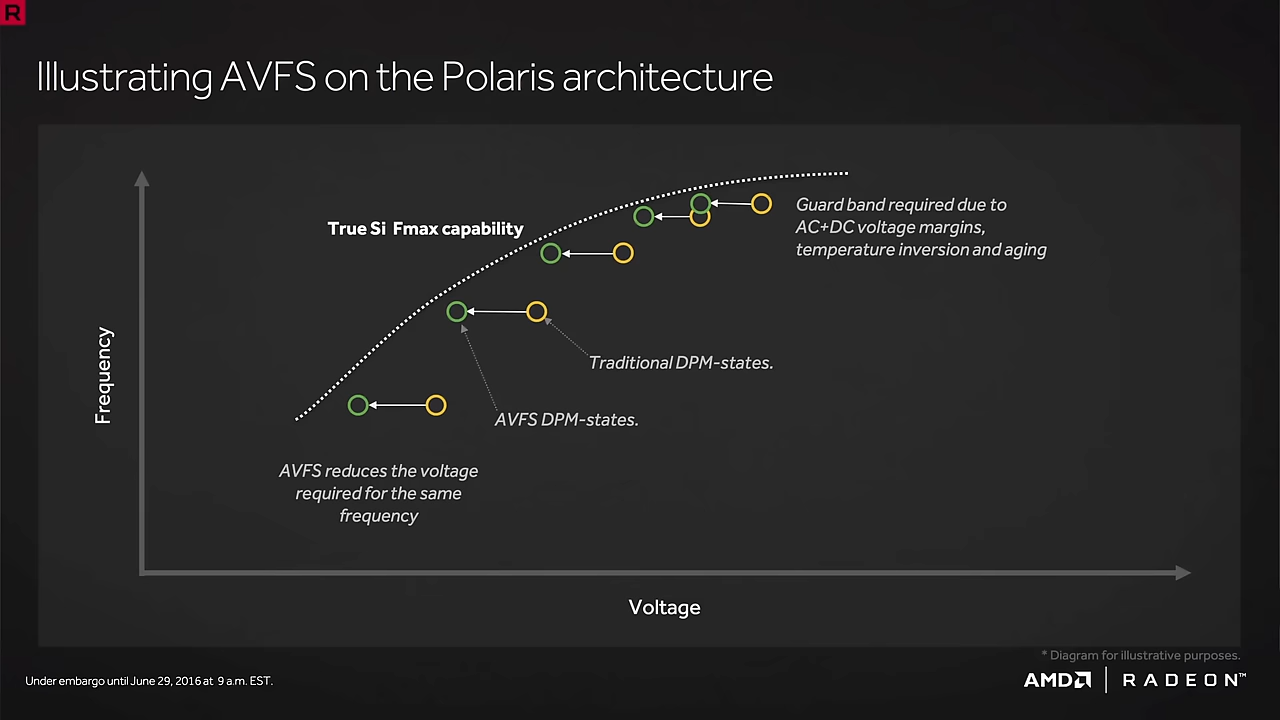 R
Illustrating AVFS on the Polaris architecture
True Si Fmax capability
Guard band required due to
AC+DC voltage margins,
temperature inversion and aging
Traditional DPM-states.
AVFS DPM-states.
Frequency
AVFS reduces the voltage
required for the same
frequency
Voltage
* Diagram for illustrative purposes.
Under embargo until June 29, 2016 at 9 a.m. EST.
AMD RADEON™